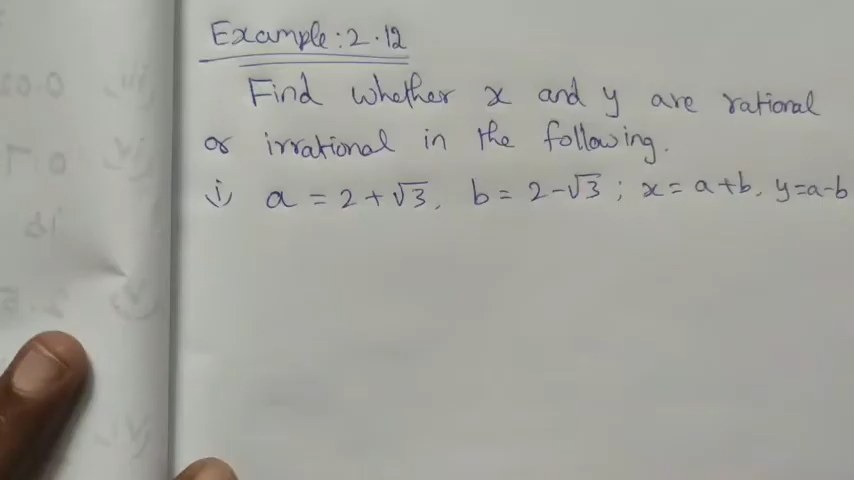 Example: 2.12
Find whether x and y are rational
or irrational in the following.
i) a = 2 + √3, b = 2 - √3 ; x = a + b, y = a - b